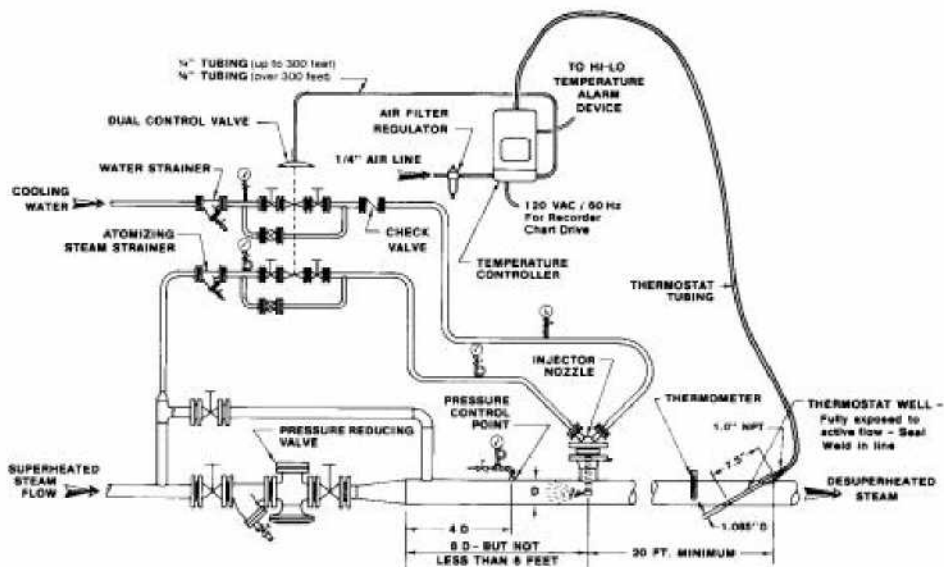 ¼" TUBING (up to 300 feet)
⅜" TUBING (over 300 feet)
DUAL CONTROL VALVE
WATER STRAINER
COOLING
WATER
ATOMIZING
STEAM STRAINER
AIR FILTER
REGULATOR
1/4" AIR LINE
TO HI-LO
TEMPERATURE
ALARM
DEVICE
120 VAC / 60 Hz
For Recorder
Chart Drive
CHECK
VALVE
TEMPERATURE
CONTROLLER
THERMOSTAT
TUBING
INJECTOR
NOZZLE
PRESSURE
CONTROL
POINT
THERMOMETER
THERMOSTAT WELL –
Fully exposed to
active flow – Seal
Weld in line
1.0" NPT
7.5"
1.085" D
PRESSURE REDUCING
VALVE
SUPERHEATED
STEAM
FLOW
D
DESUPERHEATED
STEAM
4 D
8 D - BUT NOT
LESS THAN 6 FEET
20 FT. MINIMUM